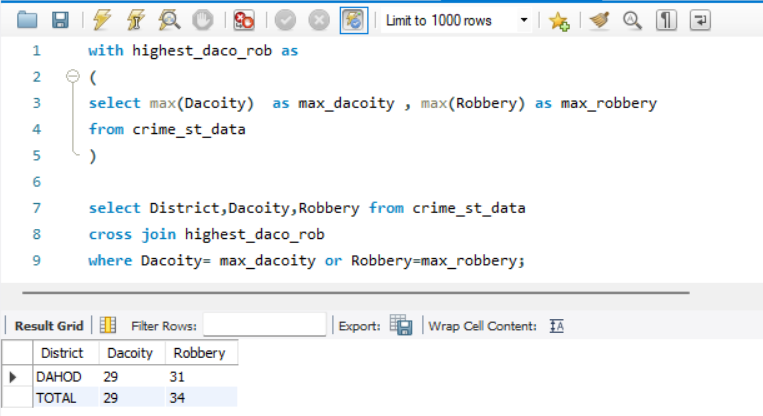 Limit to 1000 rows
1 with highest_daco_rob as
2 (
3 select max(Dacoity)  as max_dacoity , max(Robbery) as max_robbery
4 from crime_st_data
5 )
6
7 select District,Dacoity,Robbery from crime_st_data
8 cross join highest_daco_rob
9 where Dacoity= max_dacoity or Robbery=max_robbery;
Result Grid Filter Rows: Export: Wrap Cell Content: IA
District Dacoity Robbery
DAHOD 29 31
TOTAL 29 34